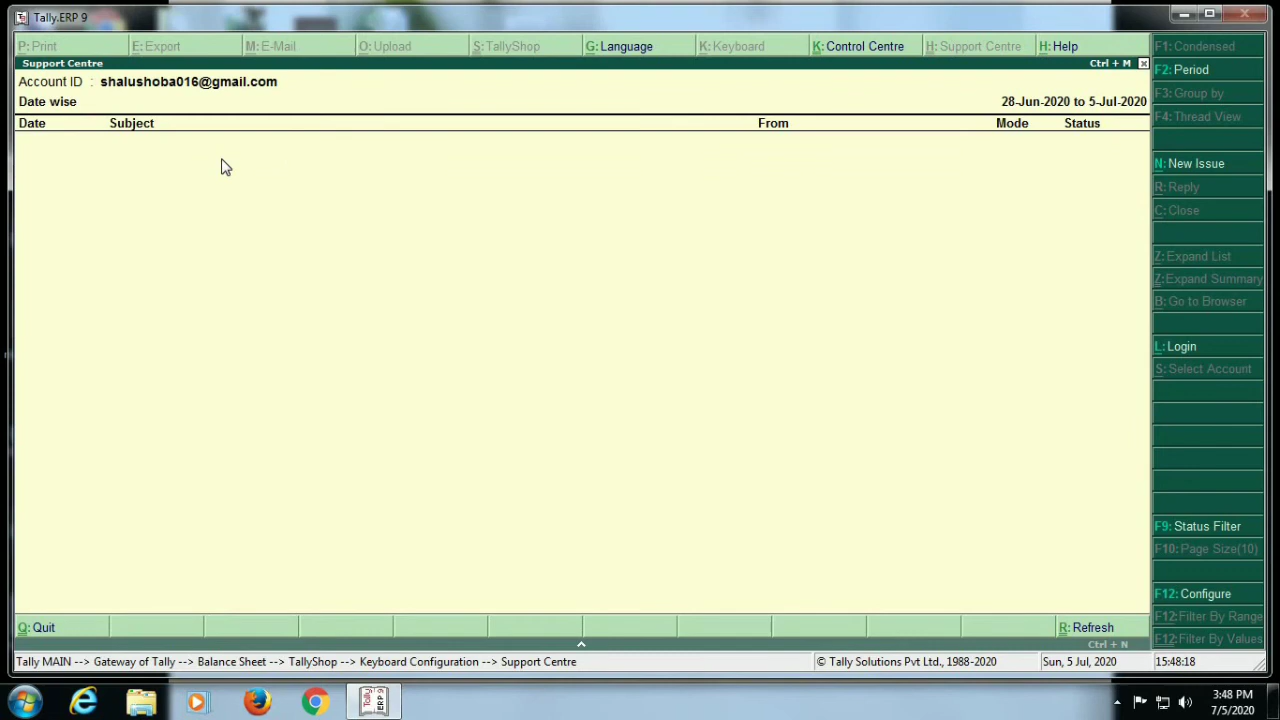 Tally.ERP 9
P: Print E: Export M: E-Mail O: Upload S: TallyShop G: Language K: Keyboard K: Control Centre H: Support Centre H: Help
Support Centre Ctrl + M
Account ID : shalushoba016@gmail.com
Date wise 28-Jun-2020 to 5-Jul-2020
Date Subject From Mode Status
F1: Condensed
F2: Period
F3: Group by
F4: Thread View
N: New Issue
R: Reply
C: Close
Z: Expand List
Z: Expand Summary
B: Go to Browser
L: Login
S: Select Account
F9: Status Filter
F10: Page Size(10)
F12: Configure
F12: Filter By Range
F12: Filter By Values
Q: Quit R: Refresh
Ctrl + N
Tally MAIN --> Gateway of Tally --> Balance Sheet --> TallyShop --> Keyboard Configuration --> Support Centre © Tally Solutions Pvt Ltd., 1988-2020 Sun, 5 Jul, 2020 15:48:18
3:48 PM
7/5/2020